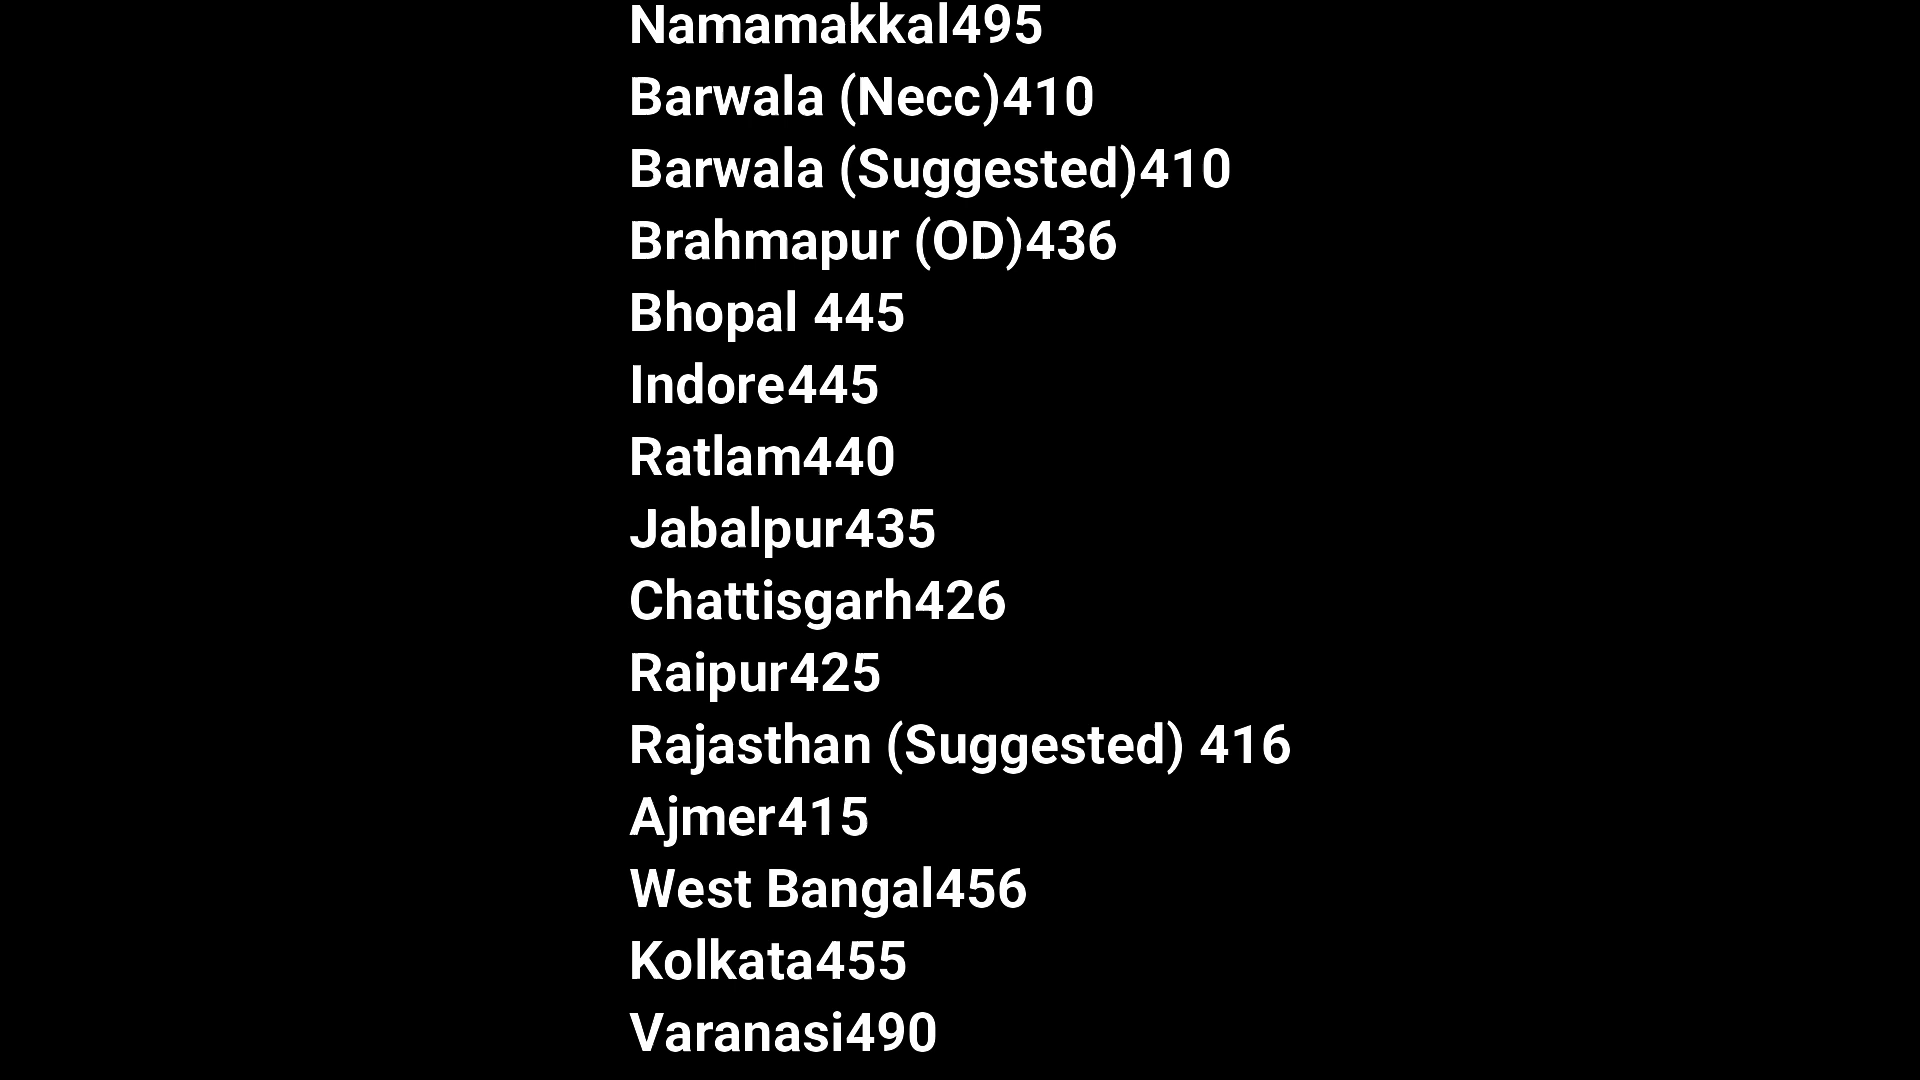 Namamakkal495
Barwala (Necc)410
Barwala (Suggested)410
Brahmapur (OD)436
Bhopal 445
Indore445
Ratlam440
Jabalpur435
Chattisgarh426
Raipur425
Rajasthan (Suggested) 416
Ajmer415
West Bangal456
Kolkata455
Varanasi490